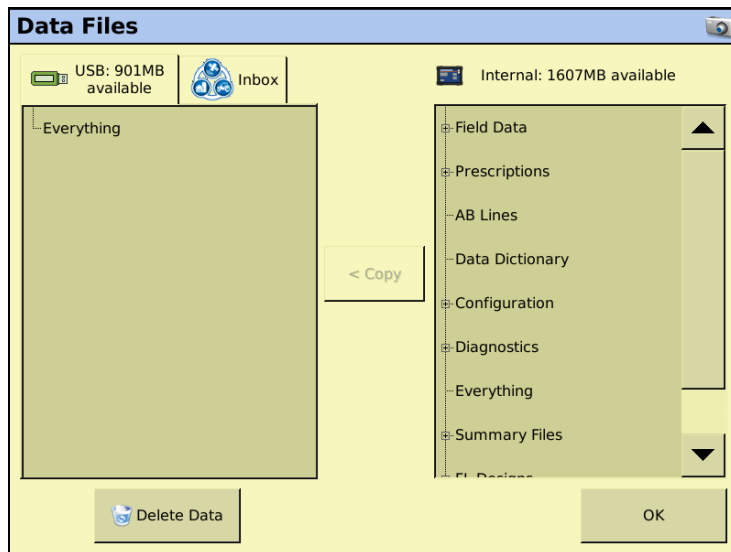 Data Files
USB: 901MB
available
Inbox
Internal: 1607MB available
Everything
Field Data
Prescriptions
AB Lines
Data Dictionary
< Copy
Configuration
Diagnostics
Everything
Summary Files
Delete Data
OK